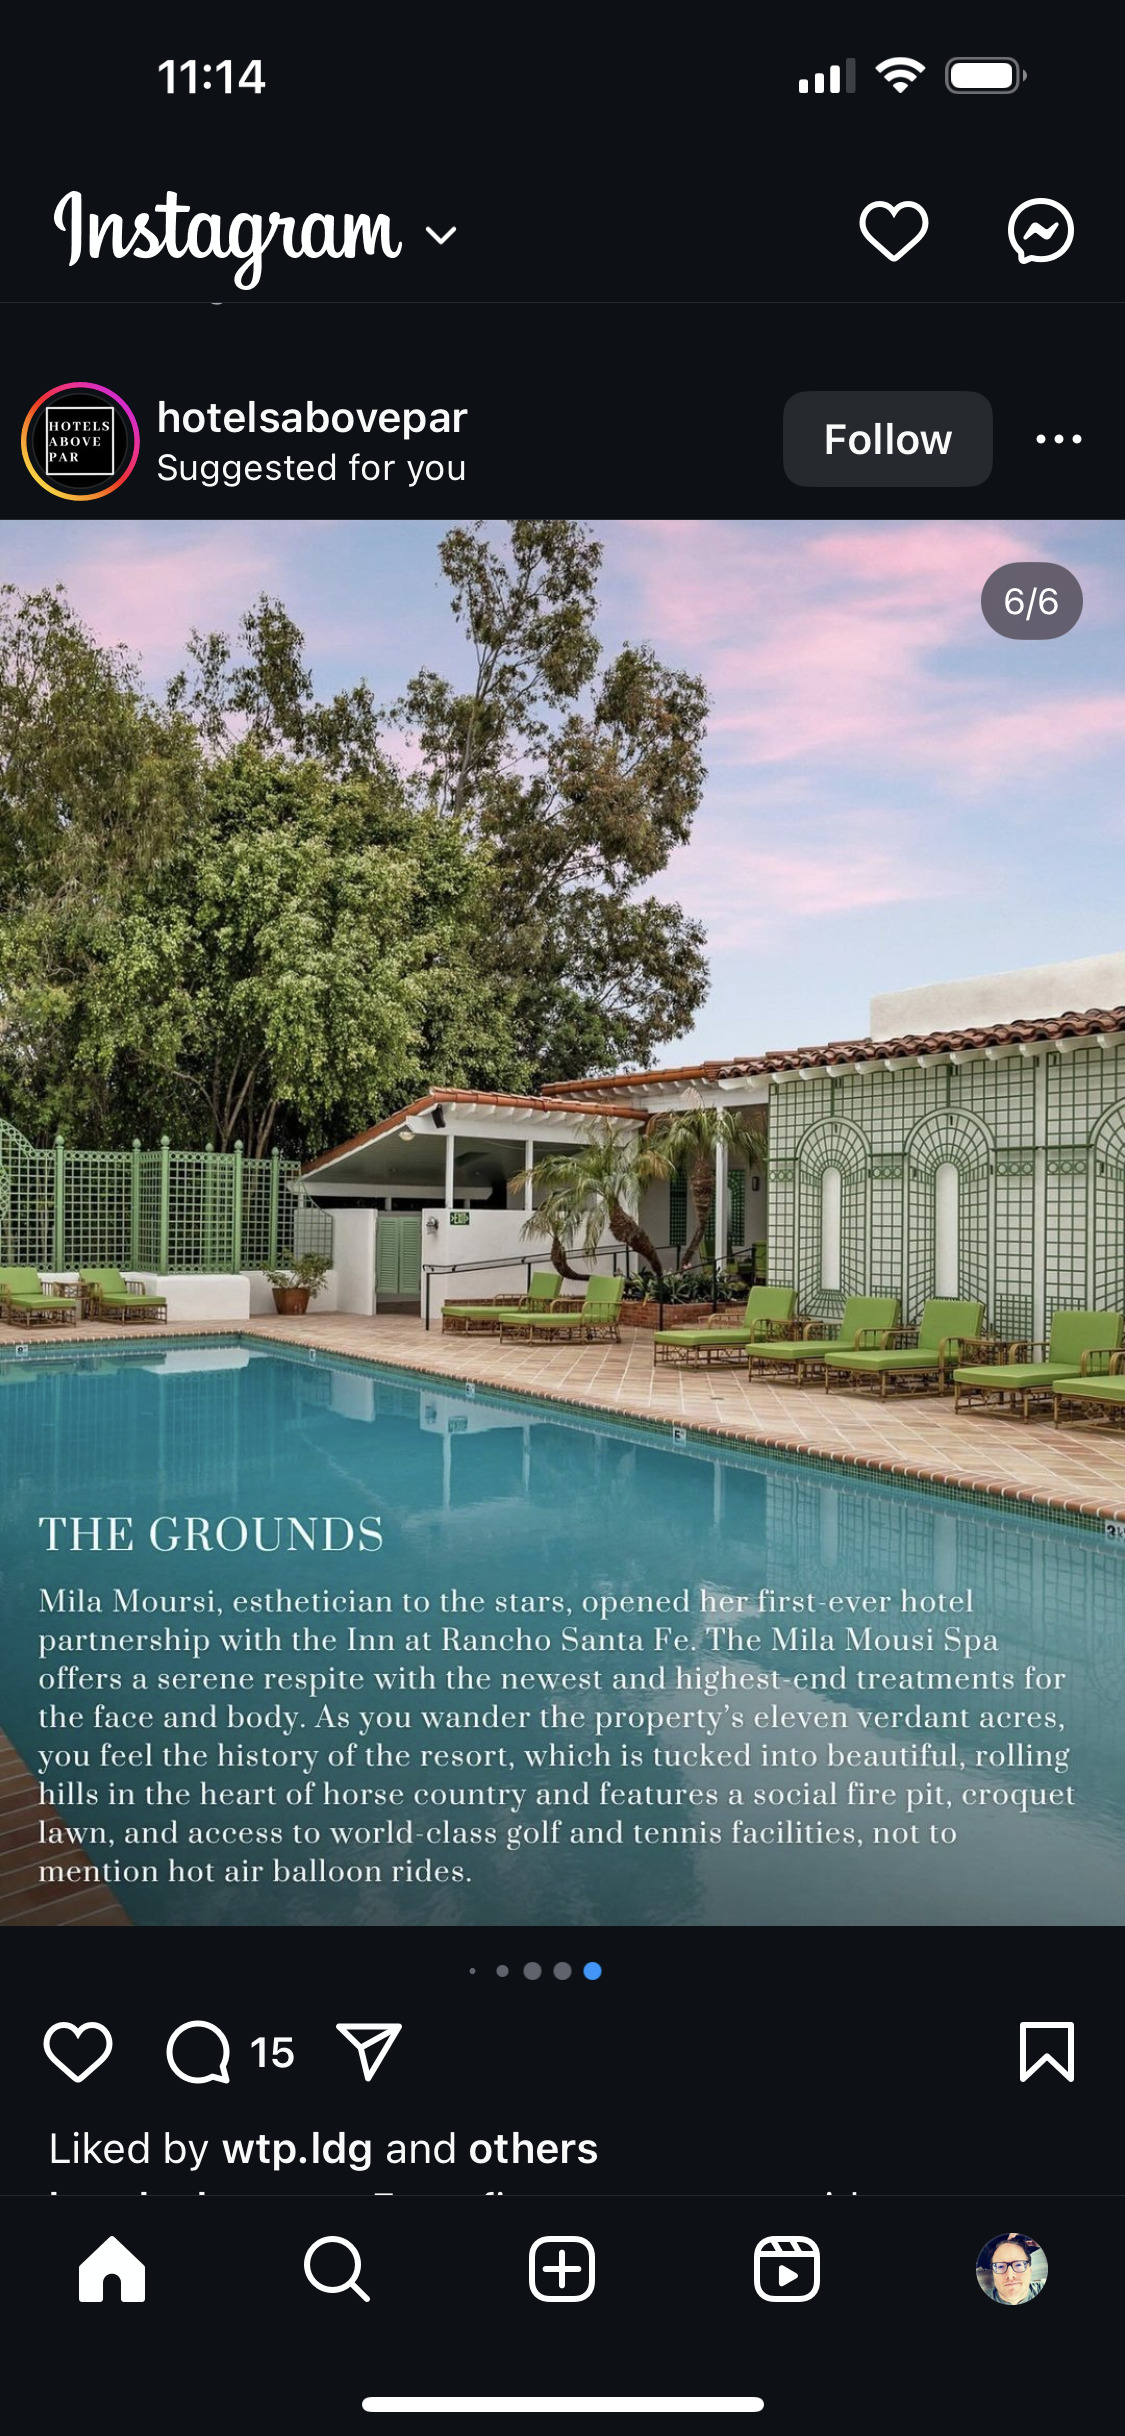 11:14
Instagram
HOTELS
ABOVE
PAR
hotelsabovepar
Suggested for you
Follow
6/6
EXIT
THE GROUNDS
Mila Moursi, esthetician to the stars, opened her first-ever hotel
partnership with the Inn at Rancho Santa Fe. The Mila Mousi Spa
offers a serene respite with the newest and highest-end treatments for
the face and body. As you wander the property’s eleven verdant acres,
you feel the history of the resort, which is tucked into beautiful, rolling
hills in the heart of horse country and features a social fire pit, croquet
lawn, and access to world-class golf and tennis facilities, not to
mention hot air balloon rides.
15
Liked by wtp.ldg and others